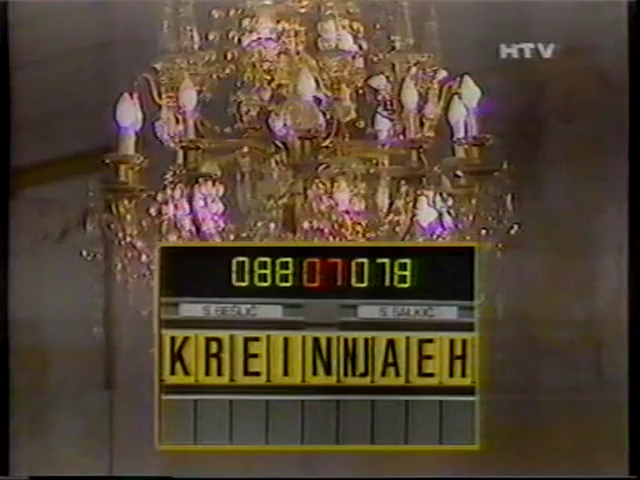 HTV
088 07 078
S. BEŠLIĆ S. SALKIĆ
K R E I N NJ A E H